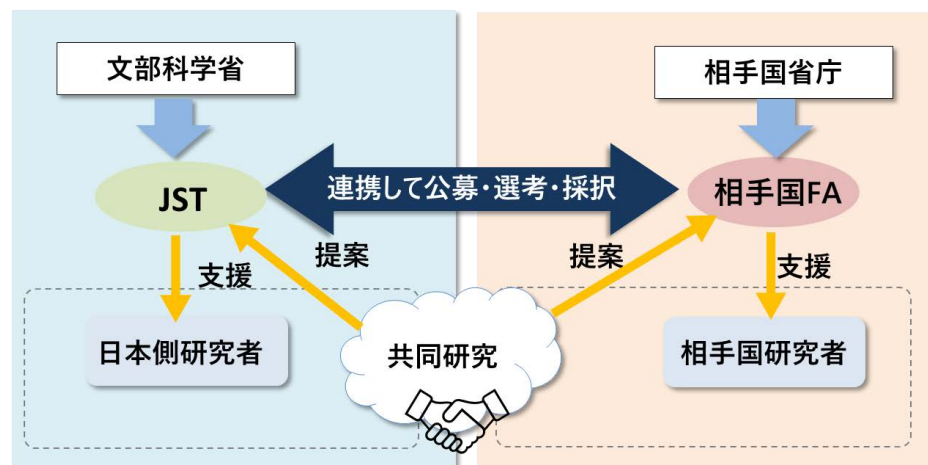 文部科学省
相手国省庁
JST
連携して公募・選考・採択
相手国FA
支援
提案
提案
支援
日本側研究者
共同研究
相手国研究者